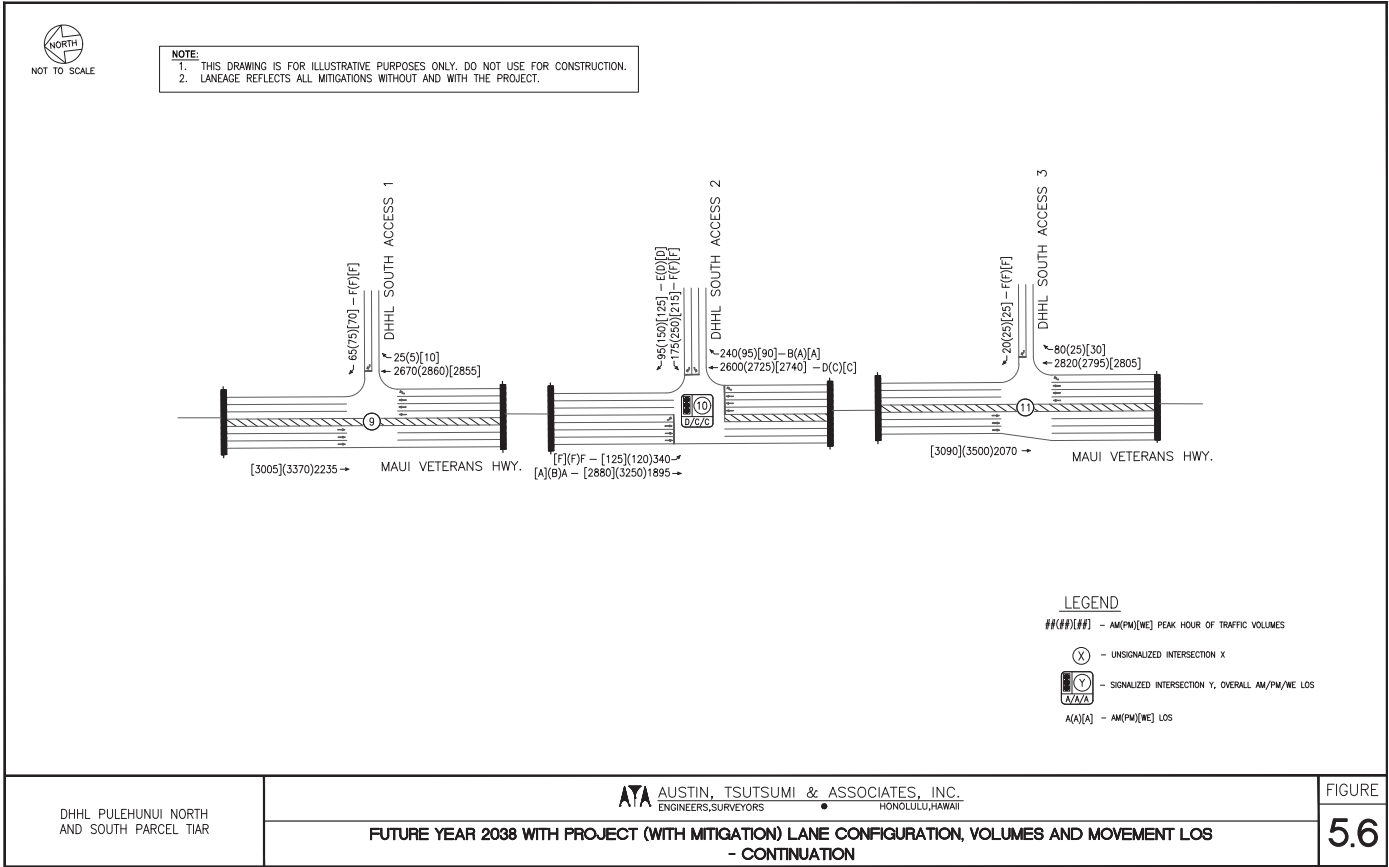 NORTH
NOT TO SCALE
NOTE:
1. THIS DRAWING IS FOR ILLUSTRATIVE PURPOSES ONLY. DO NOT USE FOR CONSTRUCTION.
2. LANEAGE REFLECTS ALL MITIGATIONS WITHOUT AND WITH THE PROJECT.
65(75)[70] – F(F)[F]
DHHL SOUTH ACCESS 1
25(5)[10]
2670(2860)[2855]
9
[3005](3370)2235
MAUI VETERANS HWY.
95(150)[125] – E(D)[D]
175(250)[215] – F(F)[F]
DHHL SOUTH ACCESS 2
240(95)[90]–B(A)[A]
2600(2725)[2740] –D(C)[C]
10
D/C/C
[F](F)F – [125](120)340
[A](B)A – [2880](3250)1895
20(25)[25] – F(F)[F]
DHHL SOUTH ACCESS 3
80(25)[30]
2820(2795)[2805]
11
[3090](3500)2070
MAUI VETERANS HWY.
LEGEND
##(##)[##] – AM(PM)[WE] PEAK HOUR OF TRAFFIC VOLUMES
X – UNSIGNALIZED INTERSECTION X
Y – SIGNALIZED INTERSECTION Y, OVERALL AM/PM/WE LOS
A/A/A
A(A)[A] – AM(PM)[WE] LOS
DHHL PULEHUNUI NORTH
AND SOUTH PARCEL TIAR
ATA AUSTIN, TSUTSUMI & ASSOCIATES, INC.
ENGINEERS,SURVEYORS ● HONOLULU,HAWAII
FUTURE YEAR 2038 WITH PROJECT (WITH MITIGATION) LANE CONFIGURATION, VOLUMES AND MOVEMENT LOS
- CONTINUATION
FIGURE
5.6